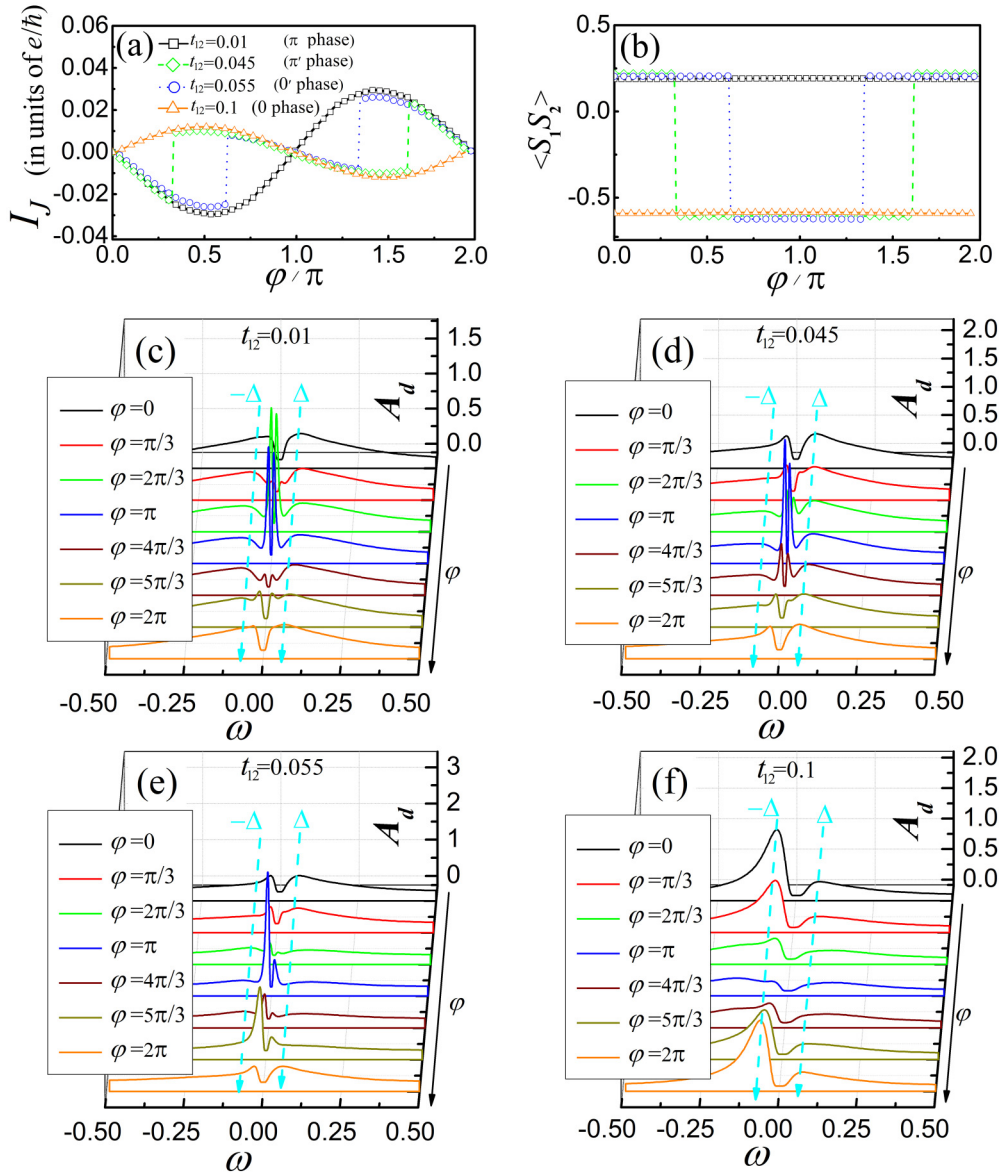 (a)
I_J (in units of e/ħ)
0.06
0.04
0.02
0.00
-0.02
-0.04
t₁₂=0.01 (π phase)
t₁₂=0.045 (π′ phase)
t₁₂=0.055 (0′ phase)
t₁₂=0.1 (0 phase)
0.0 0.5 1.0 1.5 2.0
φ/π
(b)
<S₁S₂>
0.5
0.0
-0.5
0.0 0.5 1.0 1.5 2.0
φ/π
(c)
t₁₂=0.01
1.5
1.0
0.5
0.0
A_d
−Δ Δ
φ=0
φ=π/3
φ=2π/3
φ=π
φ=4π/3
φ=5π/3
φ=2π
φ
-0.50 -0.25 0.00 0.25 0.50
ω
(d)
t₁₂=0.045
2.0
1.5
1.0
0.5
0.0
A_d
−Δ Δ
φ=0
φ=π/3
φ=2π/3
φ=π
φ=4π/3
φ=5π/3
φ=2π
φ
-0.50 -0.25 0.00 0.25 0.50
ω
(e)
t₁₂=0.055
3
2
1
0
A_d
−Δ Δ
φ=0
φ=π/3
φ=2π/3
φ=π
φ=4π/3
φ=5π/3
φ=2π
φ
-0.50 -0.25 0.00 0.25 0.50
ω
(f)
t₁₂=0.1
2.0
1.5
1.0
0.5
0.0
A_d
−Δ Δ
φ=0
φ=π/3
φ=2π/3
φ=π
φ=4π/3
φ=5π/3
φ=2π
φ
-0.50 -0.25 0.00 0.25 0.50
ω